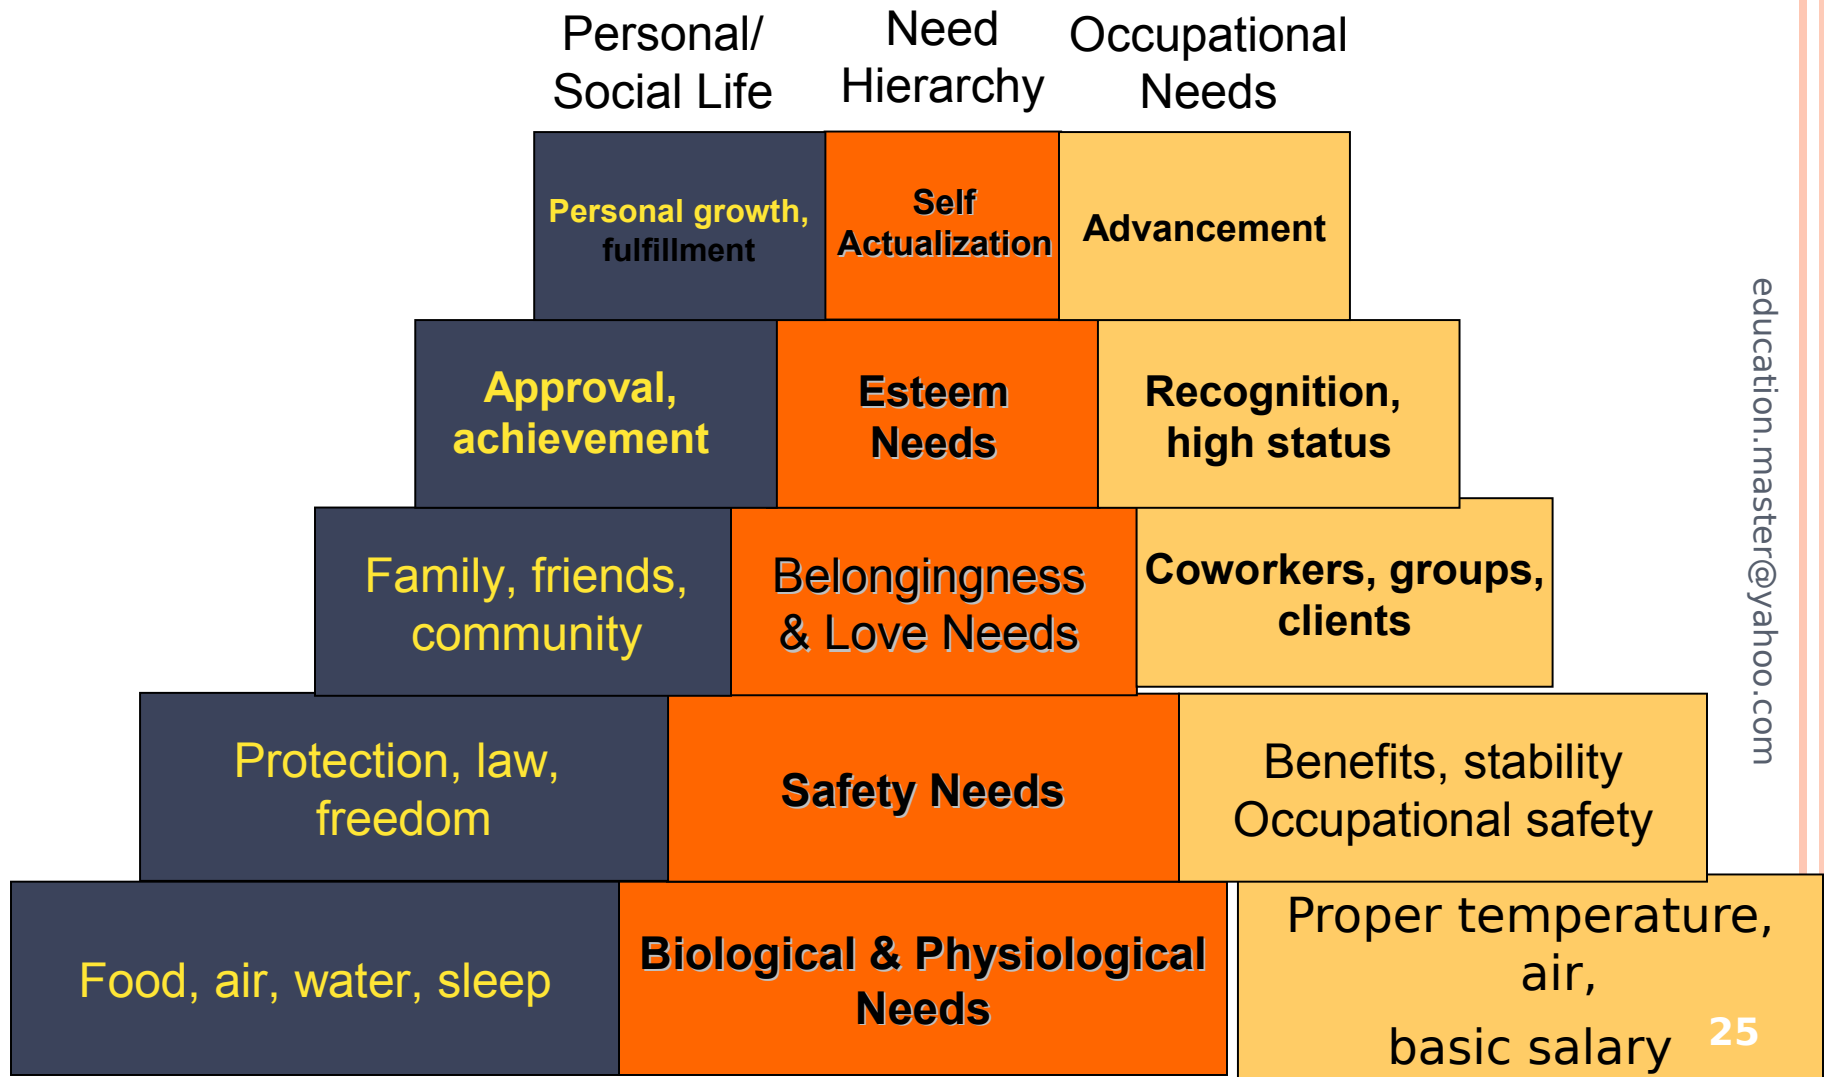 Personal/
Social Life
Need
Hierarchy
Occupational
Needs
Personal growth,
fulfillment
Self
Actualization
Advancement
Approval,
achievement
Esteem
Needs
Recognition,
high status
Family, friends,
community
Belongingness
& Love Needs
Coworkers, groups,
clients
Protection, law,
freedom
Safety Needs
Benefits, stability
Occupational safety
Food, air, water, sleep
Biological & Physiological
Needs
Proper temperature,
air,
basic salary
education.master@yahoo.com
25